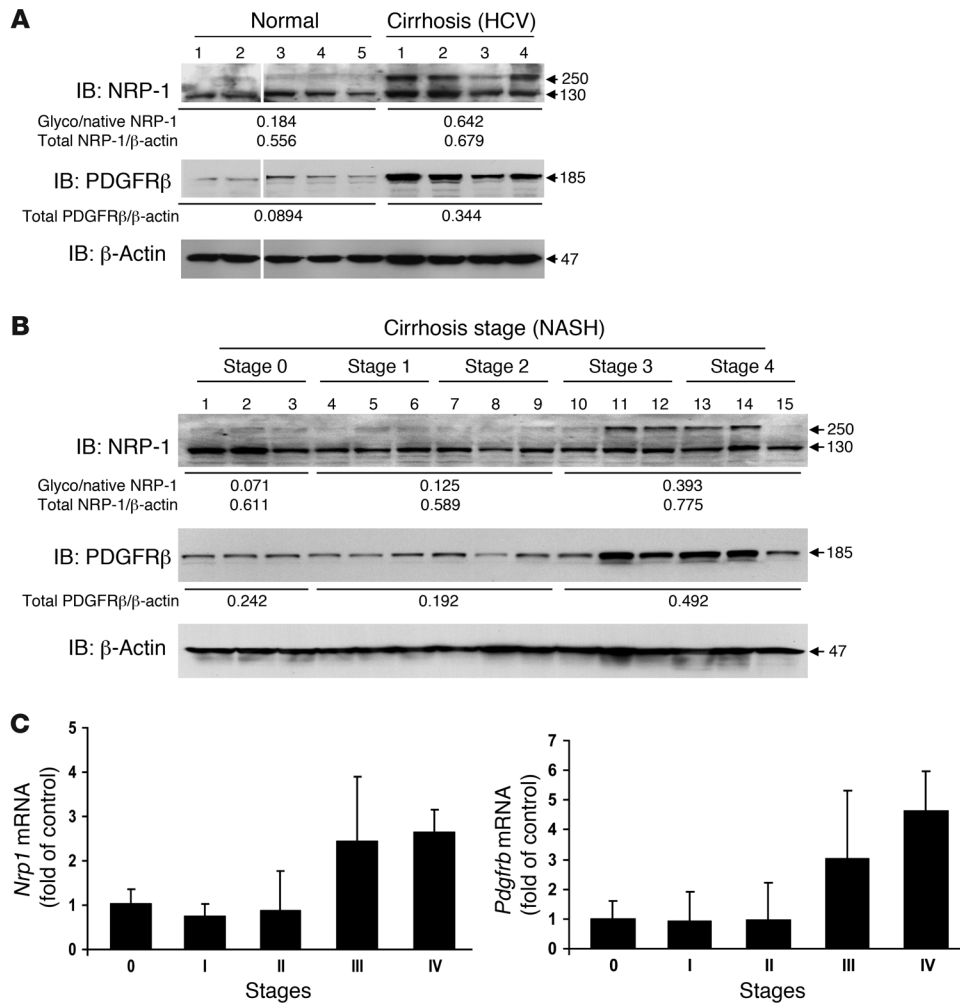 A
Normal Cirrhosis (HCV)
1 2 3 4 5 1 2 3 4
IB: NRP-1
250
130
Glyco/native NRP-1 0.184 0.642
Total NRP-1/β-actin 0.556 0.679
IB: PDGFRβ 185
Total PDGFRβ/β-actin 0.0894 0.344
IB: β-Actin 47
B
Cirrhosis stage (NASH)
Stage 0 Stage 1 Stage 2 Stage 3 Stage 4
1 2 3 4 5 6 7 8 9 10 11 12 13 14 15
IB: NRP-1
250
130
Glyco/native NRP-1 0.071 0.125 0.393
Total NRP-1/β-actin 0.611 0.589 0.775
IB: PDGFRβ 185
Total PDGFRβ/β-actin 0.242 0.192 0.492
IB: β-Actin 47
C
Nrp1 mRNA
(fold of control)
5
4
3
2
1
0
0 I II III IV
Stages
Pdgfrb mRNA
(fold of control)
7
6
5
4
3
2
1
0
0 I II III IV
Stages